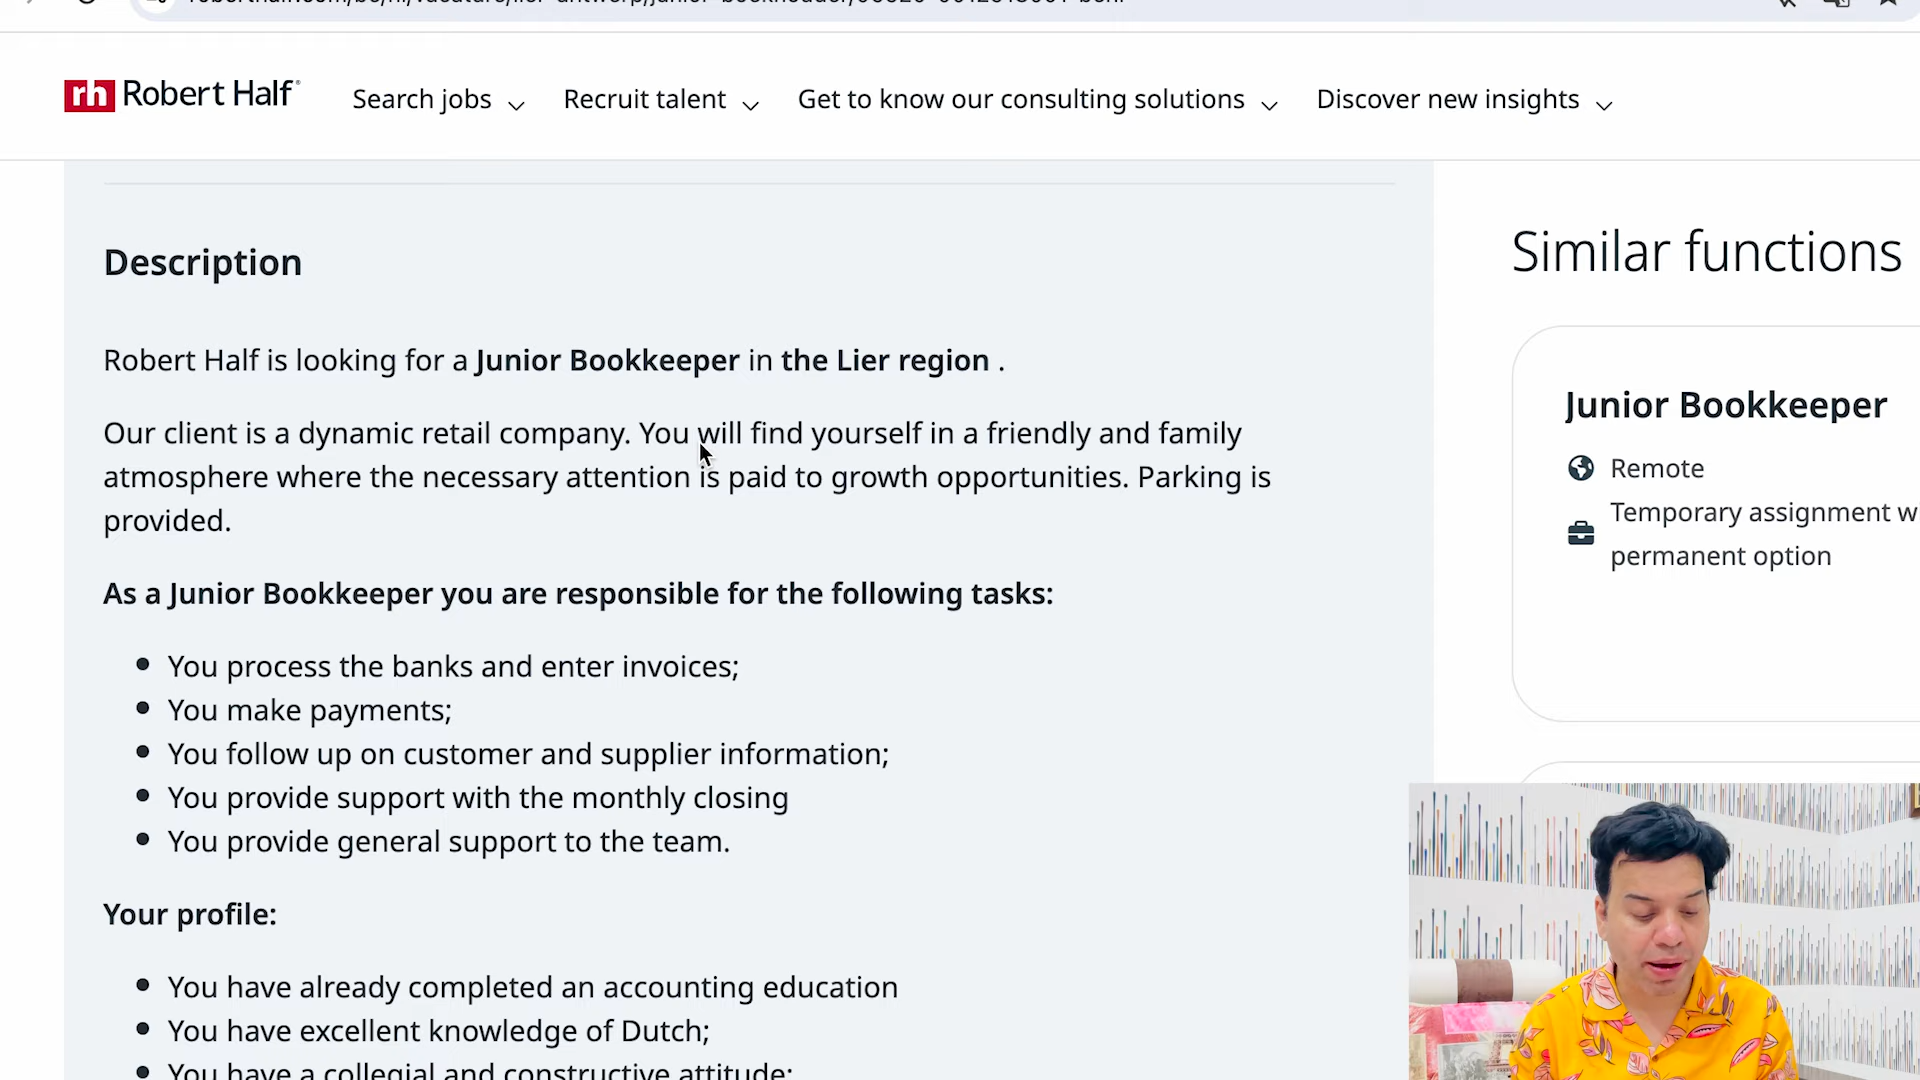 rh Robert Half
Search jobs
Recruit talent
Get to know our consulting solutions
Discover new insights
Description
Robert Half is looking for a Junior Bookkeeper in the Lier region .
Our client is a dynamic retail company. You will find yourself in a friendly and family
atmosphere where the necessary attention is paid to growth opportunities. Parking is
provided.
As a Junior Bookkeeper you are responsible for the following tasks:
You process the banks and enter invoices;
You make payments;
You follow up on customer and supplier information;
You provide support with the monthly closing
You provide general support to the team.
Your profile:
You have already completed an accounting education
You have excellent knowledge of Dutch;
You have a collegial and constructive attitude;
Similar functions
Junior Bookkeeper
Remote
Temporary assignment w
permanent option